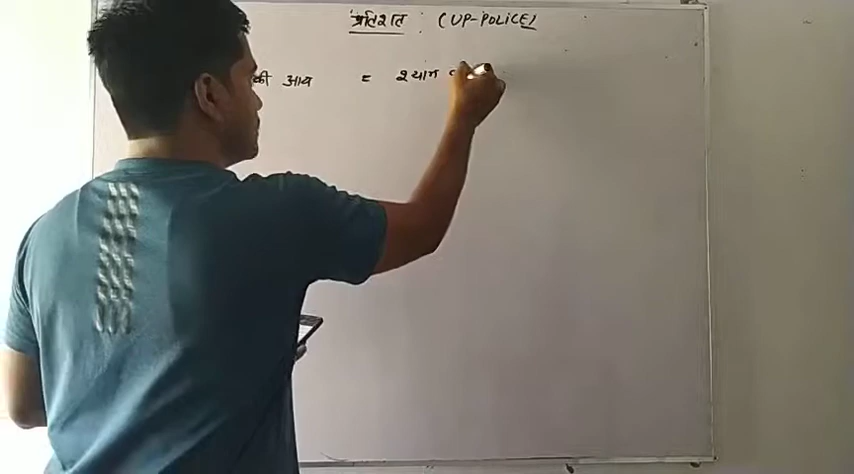 प्रतिशत (UP-POLICE)
की आय = श्याम